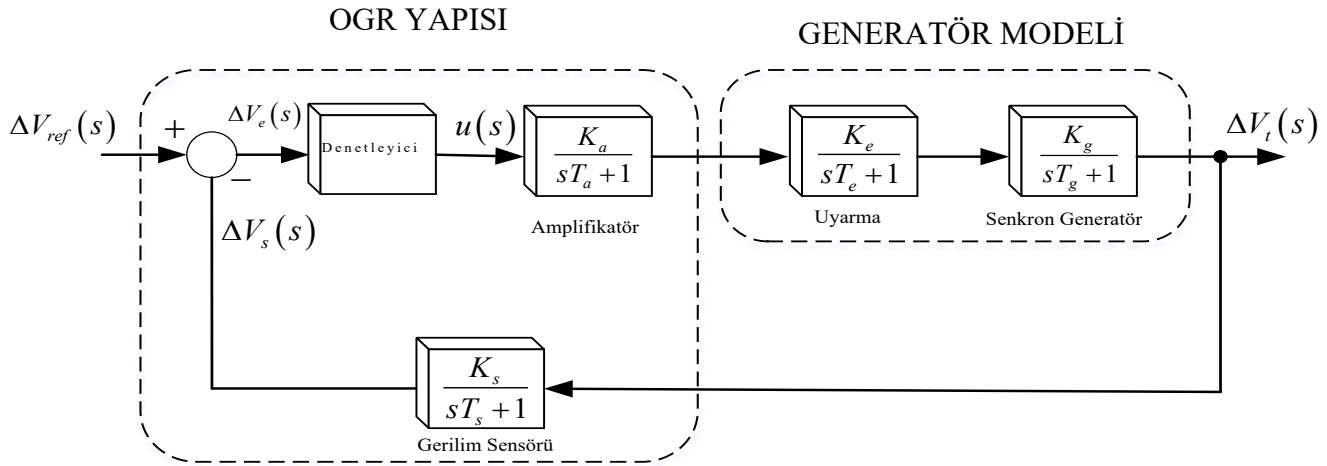 OGR YAPISI
GENERATÖR MODELİ
ΔV_ref(s)
+
−
ΔV_e(s)
Denetleyici
u(s)
K_a
sT_a + 1
Amplifikatör
K_e
sT_e + 1
Uyarma
K_g
sT_g + 1
Senkron Generatör
ΔV_t(s)
ΔV_s(s)
K_s
sT_s + 1
Gerilim Sensörü